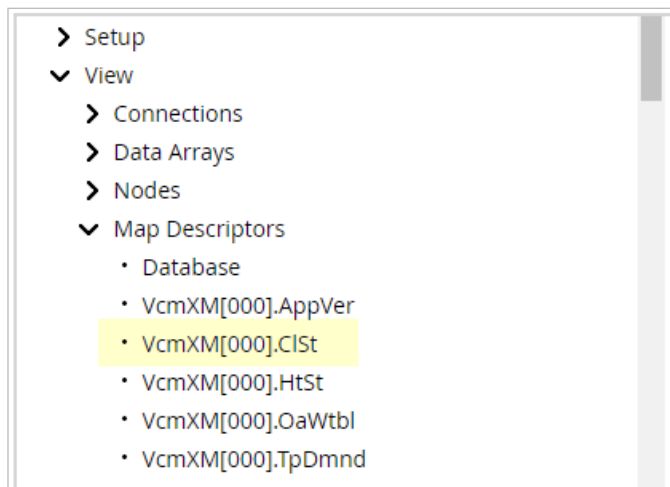 Setup
View
Connections
Data Arrays
Nodes
Map Descriptors
Database
VcmXM[000].AppVer
VcmXM[000].ClSt
VcmXM[000].HtSt
VcmXM[000].OaWtbl
VcmXM[000].TpDmnd